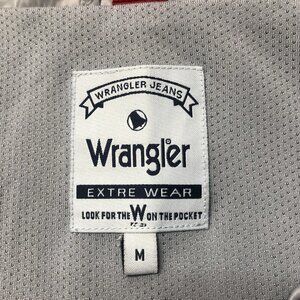 WRANGLER JEANS
Wrangler
EXTRE WEAR
LOOK FOR THE W ON THE POCKET
M